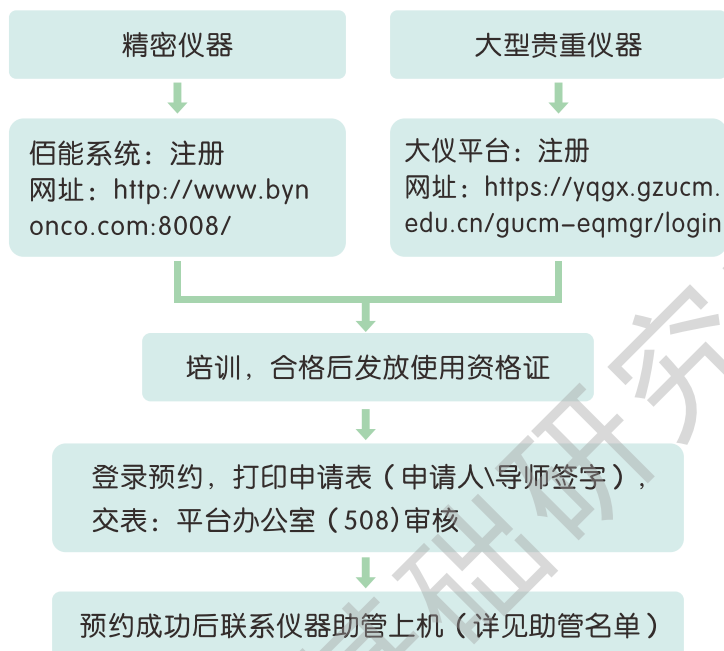 精密仪器
大型贵重仪器
佰能系统：注册
网址：http://www.byn
onco.com:8008/
大仪平台：注册
网址：https://yqgx.gzucm.
edu.cn/gucm-eqmgr/login
培训，合格后发放使用资格证
登录预约，打印申请表（申请人\导师签字），
交表：平台办公室（508)审核
预约成功后联系仪器助管上机（详见助管名单）
基础研究